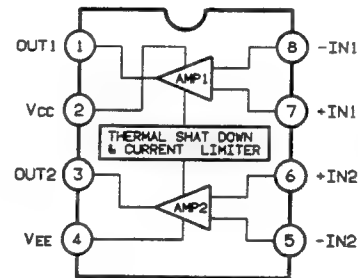 OUT1 1 8 -IN1
AMP1
VCC 2 7 +IN1
THERMAL SHAT DOWN
& CURRENT LIMITER
OUT2 3 6 +IN2
AMP2
VEE 4 5 -IN2